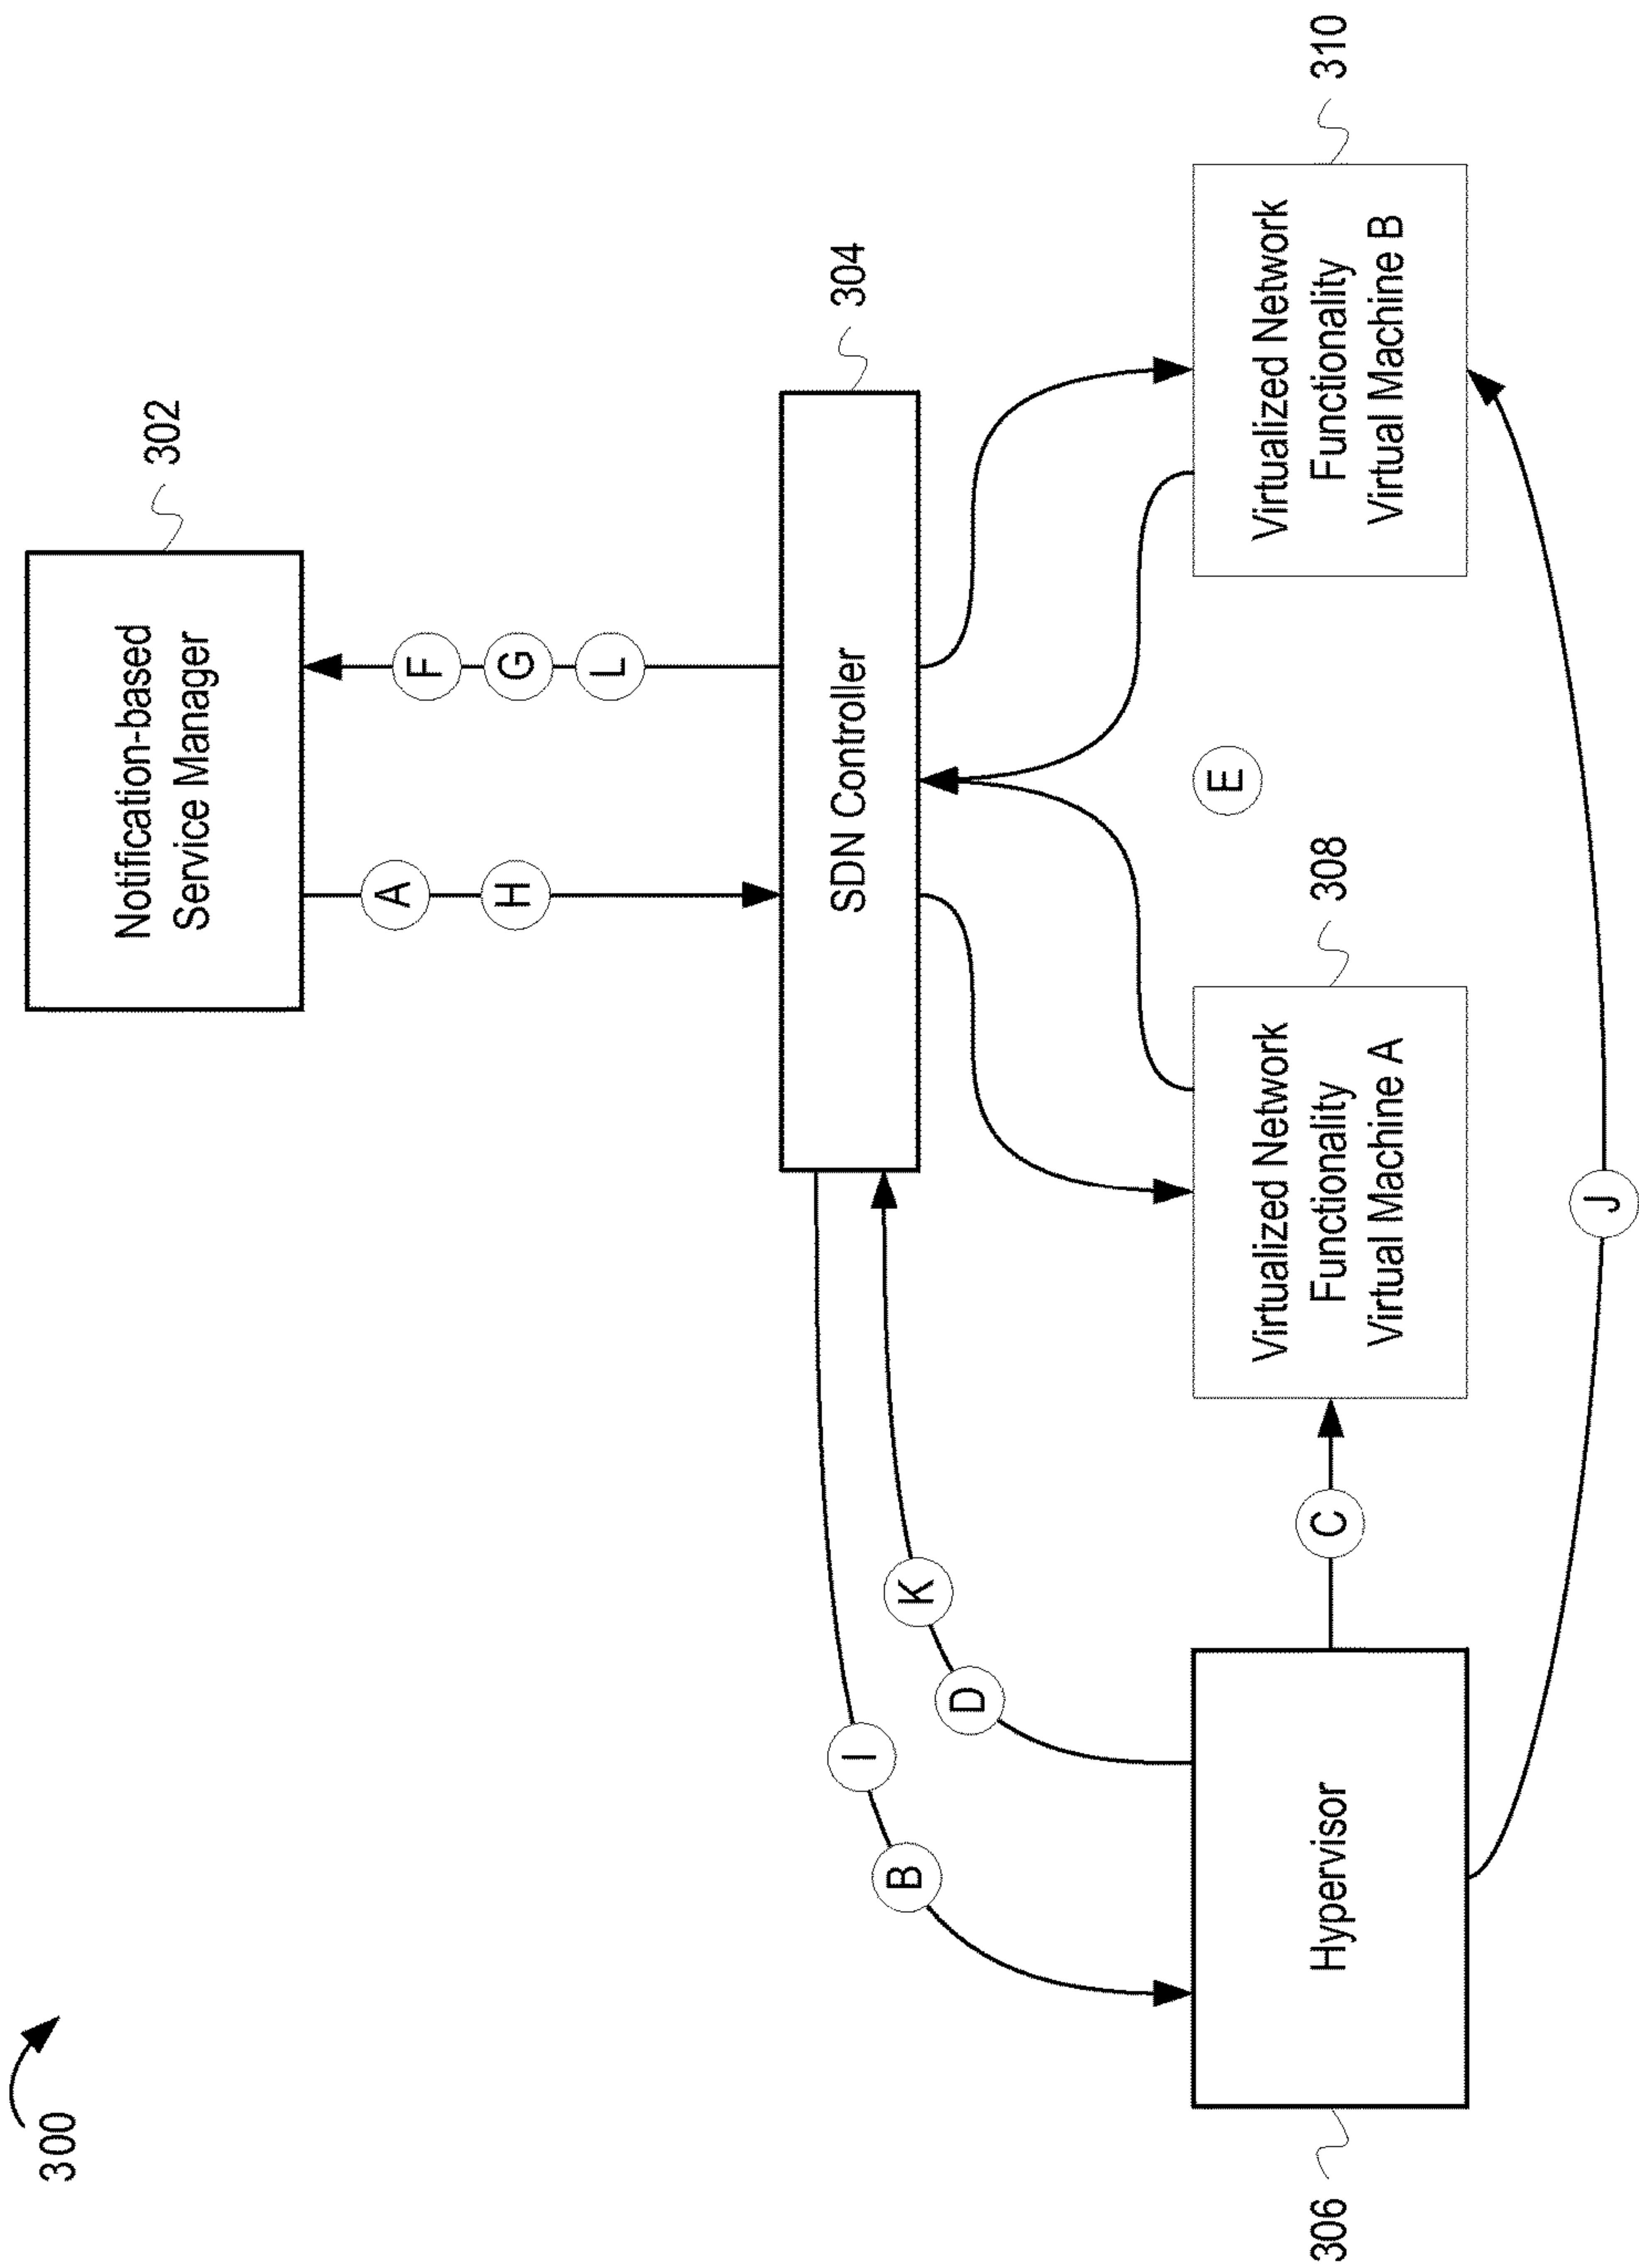 300
Notification-based
Service Manager
302
A
H
F
G
L
SDN Controller
304
I
B
K
D
E
Hypervisor
306
C
Virtualized Network
Functionality
Virtual Machine A
308
Virtualized Network
Functionality
Virtual Machine B
310
J